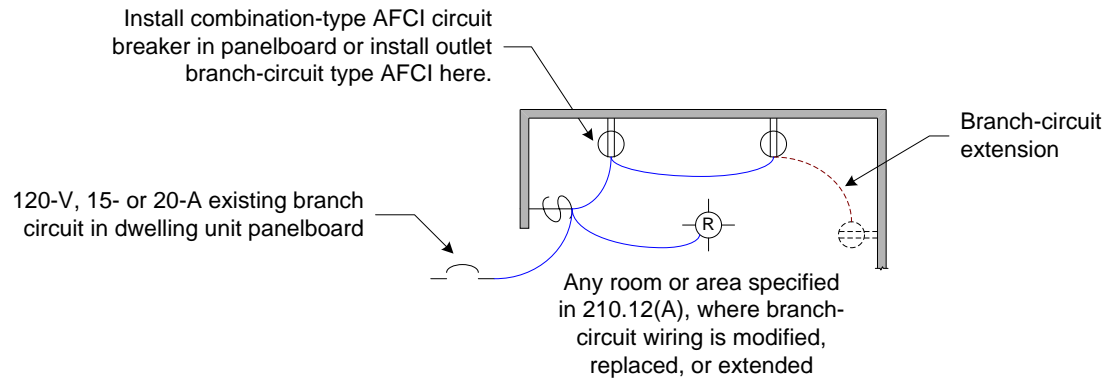 Install combination-type AFCI circuit
breaker in panelboard or install outlet
branch-circuit type AFCI here.
Branch-circuit
extension
120-V, 15- or 20-A existing branch
circuit in dwelling unit panelboard
R
Any room or area specified
in 210.12(A), where branch-
circuit wiring is modified,
replaced, or extended